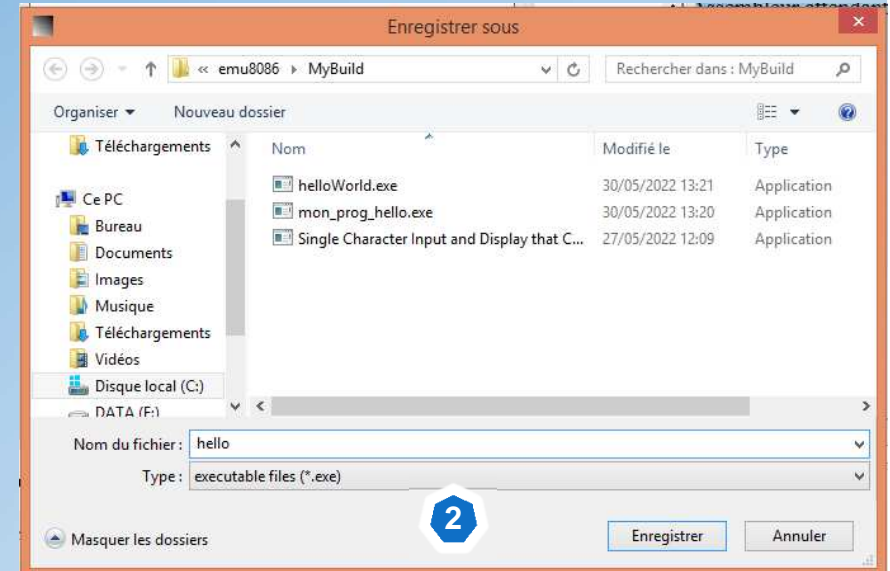 Assembleur attendant
Enregistrer sous
« emu8086 MyBuild
Rechercher dans : MyBuild
Organiser Nouveau dossier
Téléchargements
Nom Modifié le Type
helloWorld.exe 30/05/2022 13:21 Application
Ce PC
mon_prog_hello.exe 30/05/2022 13:20 Application
Bureau
Single Character Input and Display that C... 27/05/2022 12:09 Application
Documents
Images
Musique
Téléchargements
Vidéos
Disque local (C:)
DATA (F:)
Nom du fichier : hello
Type : executable files (*.exe)
2
Masquer les dossiers Enregistrer Annuler